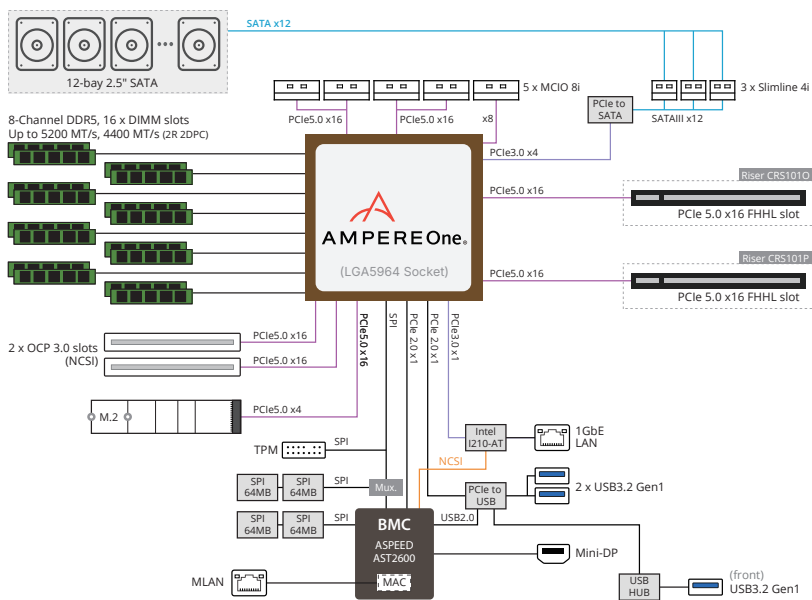 SATA x12
12-bay 2.5" SATA
5 x MCIO 8i
3 x Slimline 4i
PCIe5.0 x16
PCIe5.0 x16
x8
PCIe to
SATA
SATAIII x12
8-Channel DDR5, 16 x DIMM slots
Up to 5200 MT/s, 4400 MT/s (2R 2DPC)
PCIe3.0 x4
Riser CRS101O
PCIe5.0 x16
PCIe 5.0 x16 FHHL slot
AMPEREOne®
(LGA5964 Socket)
Riser CRS101P
PCIe5.0 x16
PCIe 5.0 x16 FHHL slot
2 x OCP 3.0 slots
(NCSI)
PCIe5.0 x16
PCIe5.0 x16
PCIe5.0 x16
SPI
PCIe 2.0 x1
PCIe 2.0 x1
PCIe3.0 x1
M.2
PCIe5.0 x4
Intel
I210-AT
1GbE
LAN
TPM
SPI
NCSI
SPI
64MB
SPI
64MB
SPI
Mux.
PCIe to
USB
2 x USB3.2 Gen1
SPI
64MB
SPI
64MB
SPI
USB2.0
BMC
ASPEED
AST2600
MAC
MLAN
Mini-DP
USB
HUB
(front)
USB3.2 Gen1